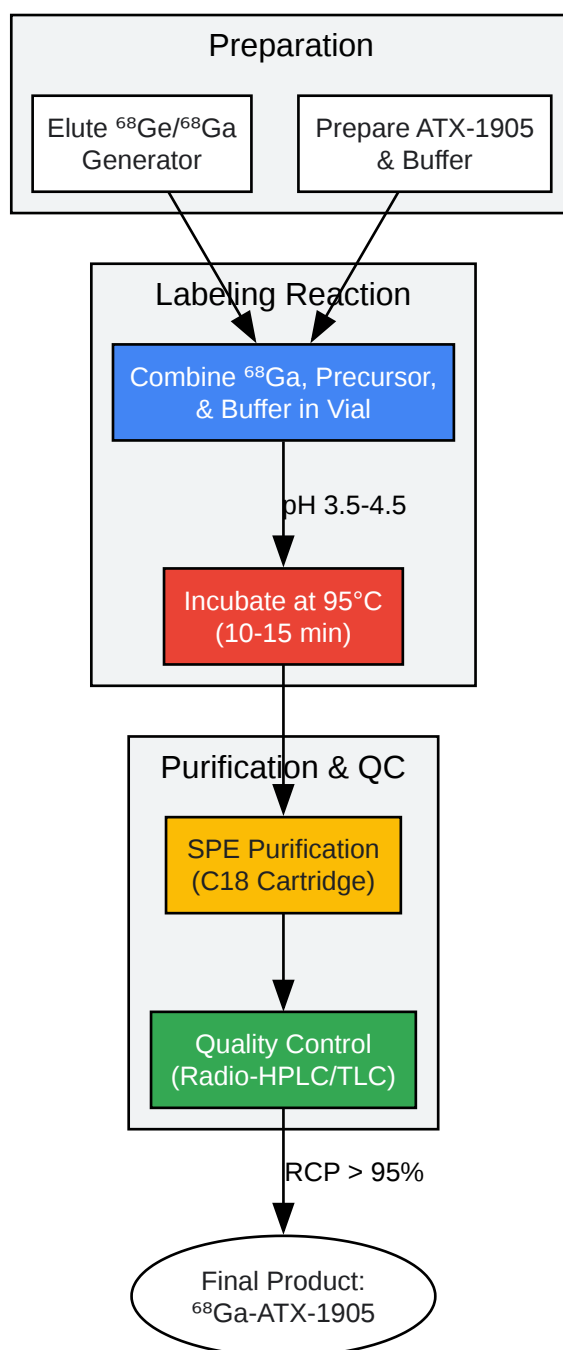 Preparation
Elute ⁶⁸Ge/⁶⁸Ga
Generator
Prepare ATX-1905
& Buffer
Labeling Reaction
Combine ⁶⁸Ga, Precursor,
& Buffer in Vial
pH 3.5-4.5
Incubate at 95°C
(10-15 min)
Purification & QC
SPE Purification
(C18 Cartridge)
Quality Control
(Radio-HPLC/TLC)
RCP > 95%
Final Product:
⁶⁸Ga-ATX-1905